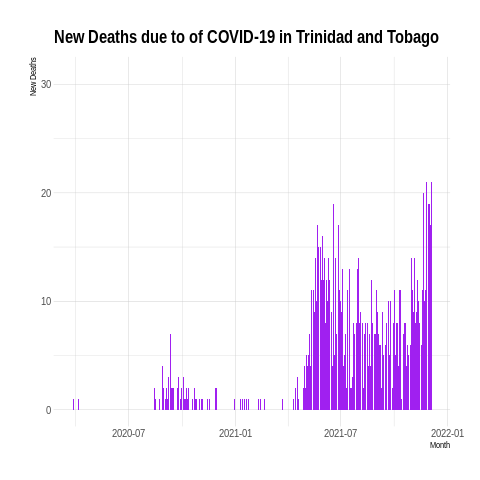 New Deaths due to of COVID-19 in Trinidad and Tobago
New Deaths
30
20
10
0
2020-07
2021-01
2021-07
2022-01
Month